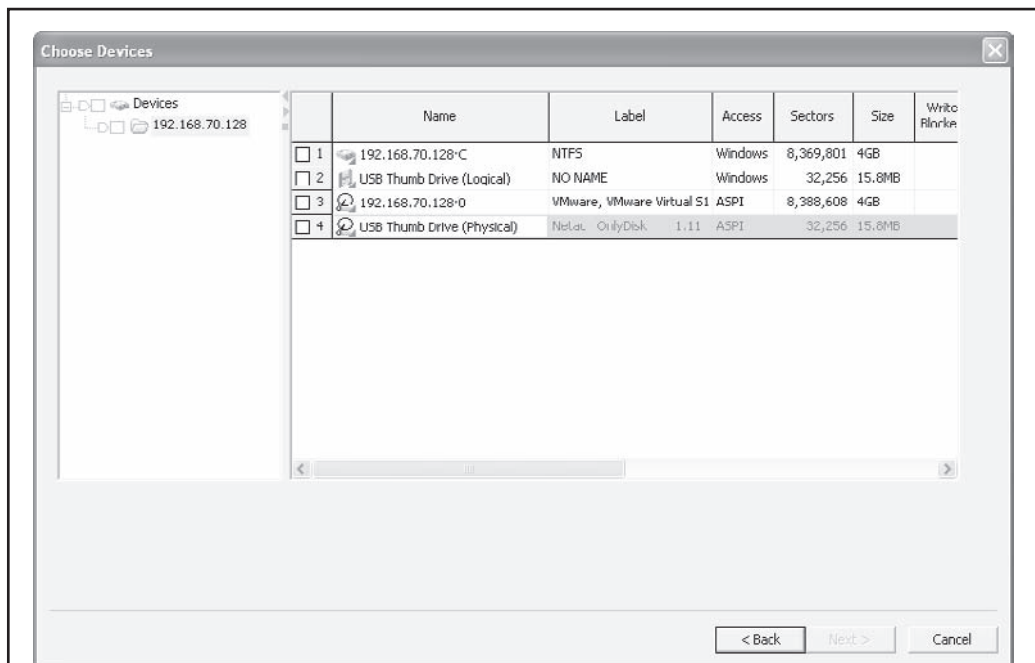 Choose Devices
Devices
192.168.70.128
Name Label Access Sectors Size Write Blocke
1 192.168.70.128-C NTFS Windows 8,369,801 4GB
2 USB Thumb Drive (Logical) NO NAME Windows 32,256 15.8MB
3 192.168.70.128-0 VMware, VMware Virtual S1 ASPI 8,388,608 4GB
4 USB Thumb Drive (Physical) Netac OnlyDisk 1.11 ASPI 32,256 15.8MB
< Back Next > Cancel